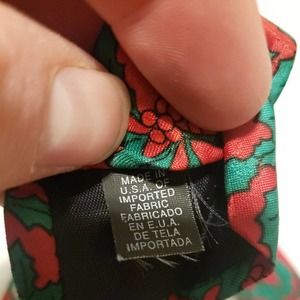 MADE IN
U.S.A. OF
IMPORTED
FABRIC
FABRICADO
EN E.U.A.
DE TELA
IMPORTADA